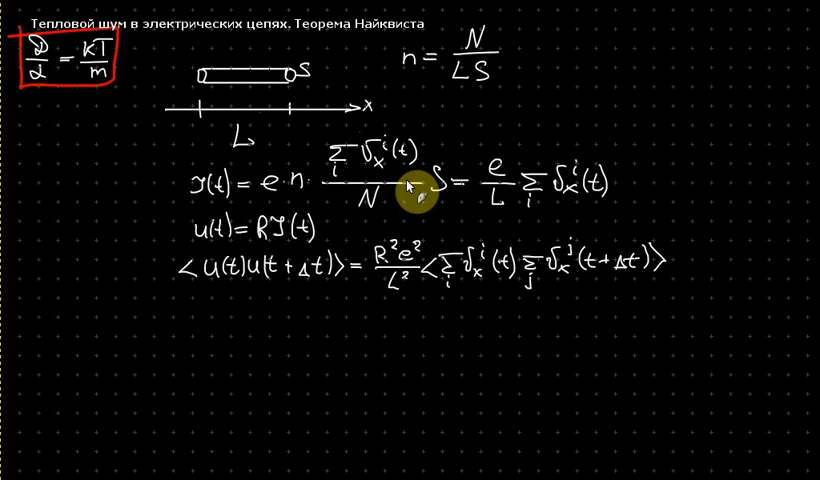 Тепловой шум в электрических цепях. Теорема Найквиста
D/α = kT/m
n = N/LS
S
x
L
J(t) = e·n· Σ_i v_x^i(t)/N S = e/L Σ_i v_x^i(t)
u(t) = RJ(t)
<u(t)u(t+Δt)> = R²e²/L² <Σ_i v_x^i(t) Σ_j v_x^j(t+Δt)>